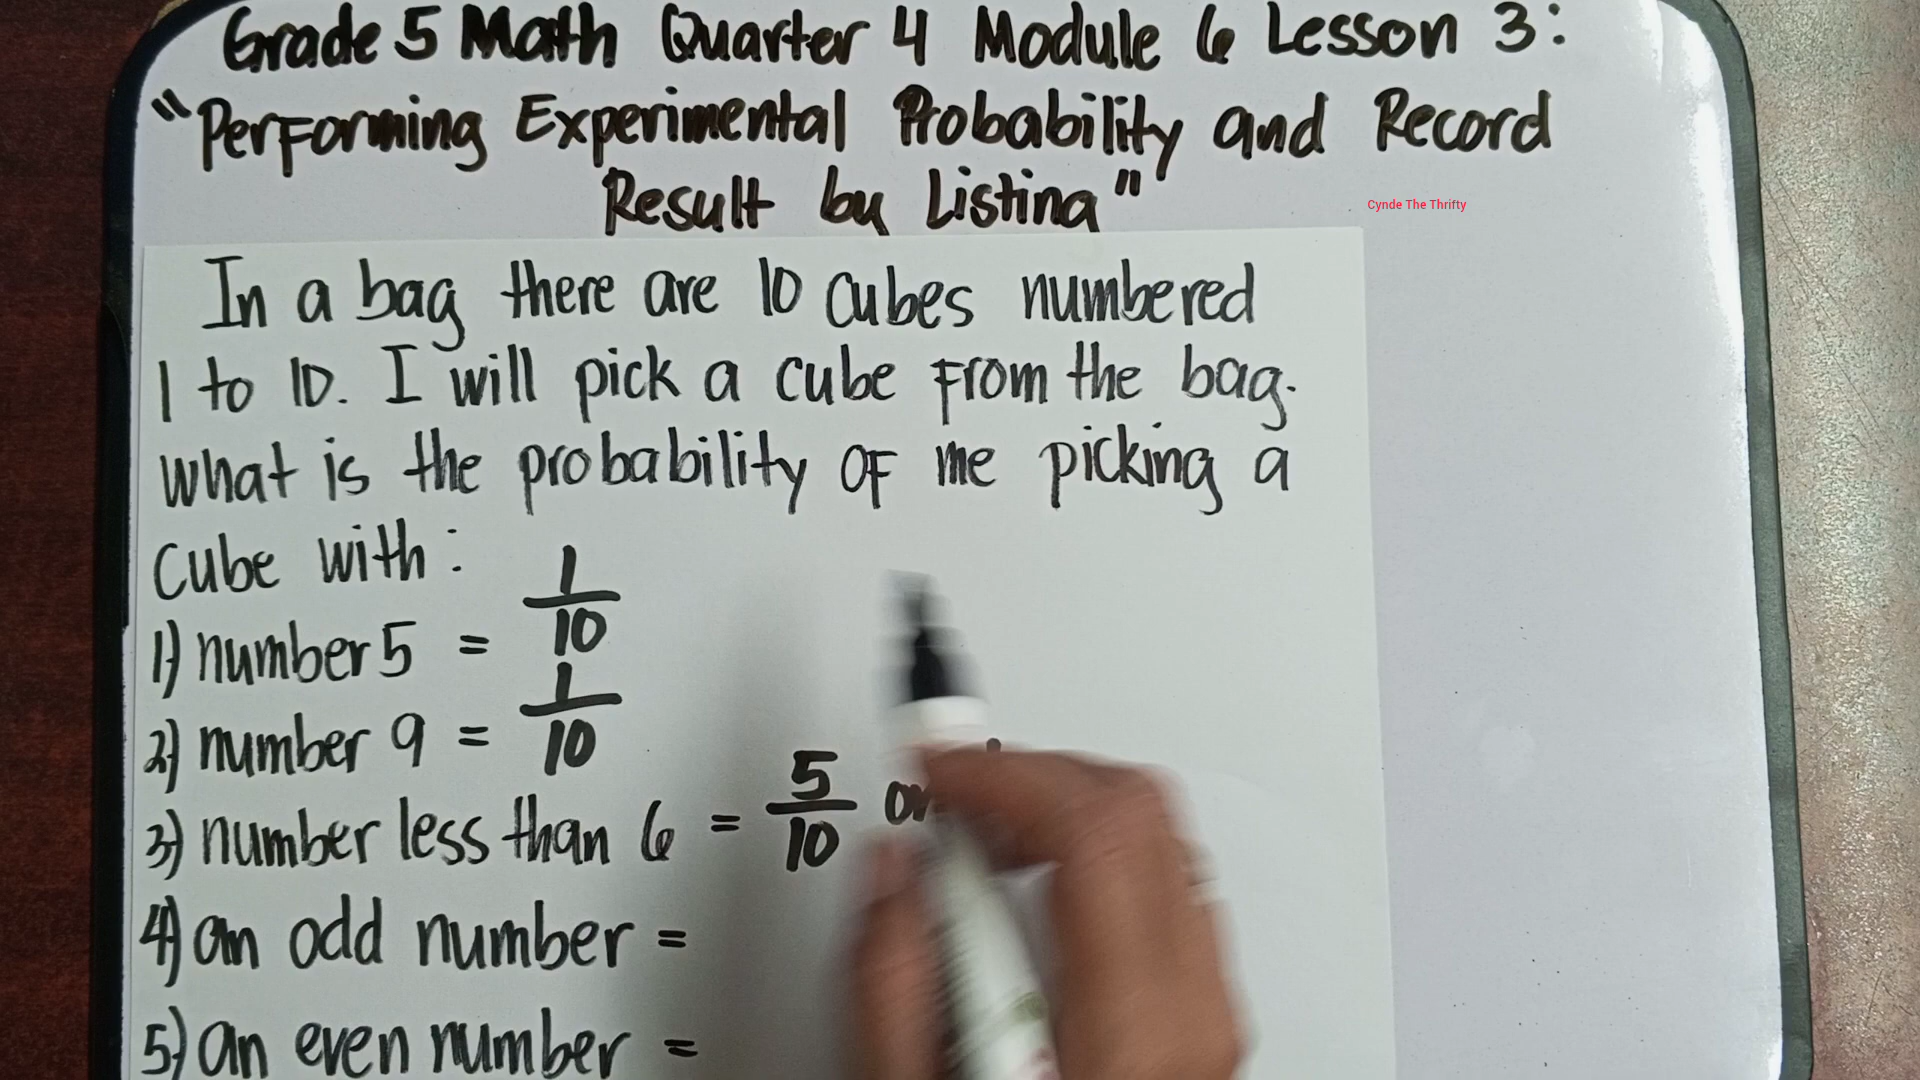 Grade 5 Math Quarter 4 Module 6 Lesson 3:
"Performing Experimental Probability and Record
Result by Listing"
Cynde The Thrifty
In a bag there are 10 cubes numbered
1 to 10. I will pick a cube from the bag.
What is the probability of me picking a
cube with:
1) number 5 = 1/10
2) number 9 = 1/10
3) number less than 6 = 5/10 or
4) an odd number =
5) an even number =